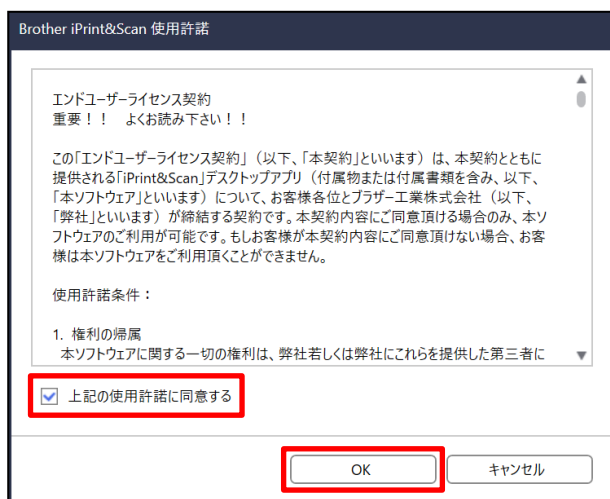 Brother iPrint&Scan 使用許諾
エンドユーザーライセンス契約
重要！！　よくお読み下さい！！
この「エンドユーザーライセンス契約」（以下、「本契約」といいます）は、本契約とともに
提供される「iPrint&Scan」デスクトップアプリ（付属物または付属書類を含み、以下、
「本ソフトウェア」といいます）について、お客様各位とブラザー工業株式会社（以下、
「弊社」といいます）が締結する契約です。本契約内容にご同意頂ける場合のみ、本ソ
フトウェアのご利用が可能です。もしお客様が本契約内容にご同意頂けない場合、お客
様は本ソフトウェアをご利用頂くことができません。
使用許諾条件：
1. 権利の帰属
本ソフトウェアに関する一切の権利は、弊社若しくは弊社にこれらを提供した第三者に
上記の使用許諾に同意する
OK
キャンセル